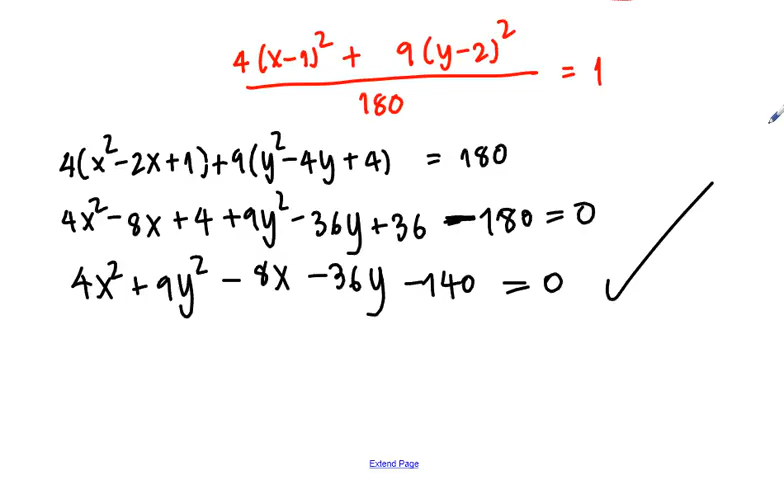 4(x-1)² + 9(y-2)² / 180 = 1
4(x²-2x+1)+9(y²-4y+4) = 180
4x²-8x+4+9y²-36y+36-180=0
4x²+9y²-8x-36y-140=0 ✓
Extend Page